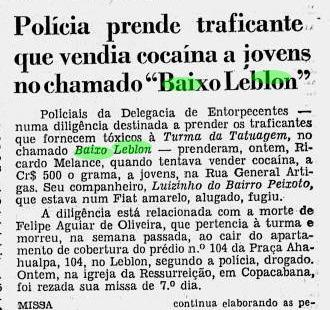 Polícia prende traficante
que vendia cocaína a jovens
no chamado "Baixo Leblon"
Policiais da Delegacia de Entorpecentes —
numa diligência destinada a prender os traficantes
que fornecem tóxicos à Turma da Tatuagem, no
chamado Baixo Leblon — prenderam, ontem, Ri-
cardo Melance, quando tentava vender cocaína, a
Cr$ 500 o grama, a jovens, na Rua General Arti-
gas. Seu companheiro, Luizinho do Bairro Peixoto,
que estava num Fiat amarelo, alugado, fugiu.
A diligência está relacionada com a morte de
Felipe Aguiar de Oliveira, que pertencia à turma e
morreu, na semana passada, ao cair do aparta-
mento de cobertura do prédio n.º 104 da Praça Aha-
hualpa, 104, no Leblon, segundo a polícia, drogado.
Ontem, na igreja da Ressurreição, em Copacabana,
foi rezada sua missa de 7.º dia.
MISSA
continua elaborando as pe-